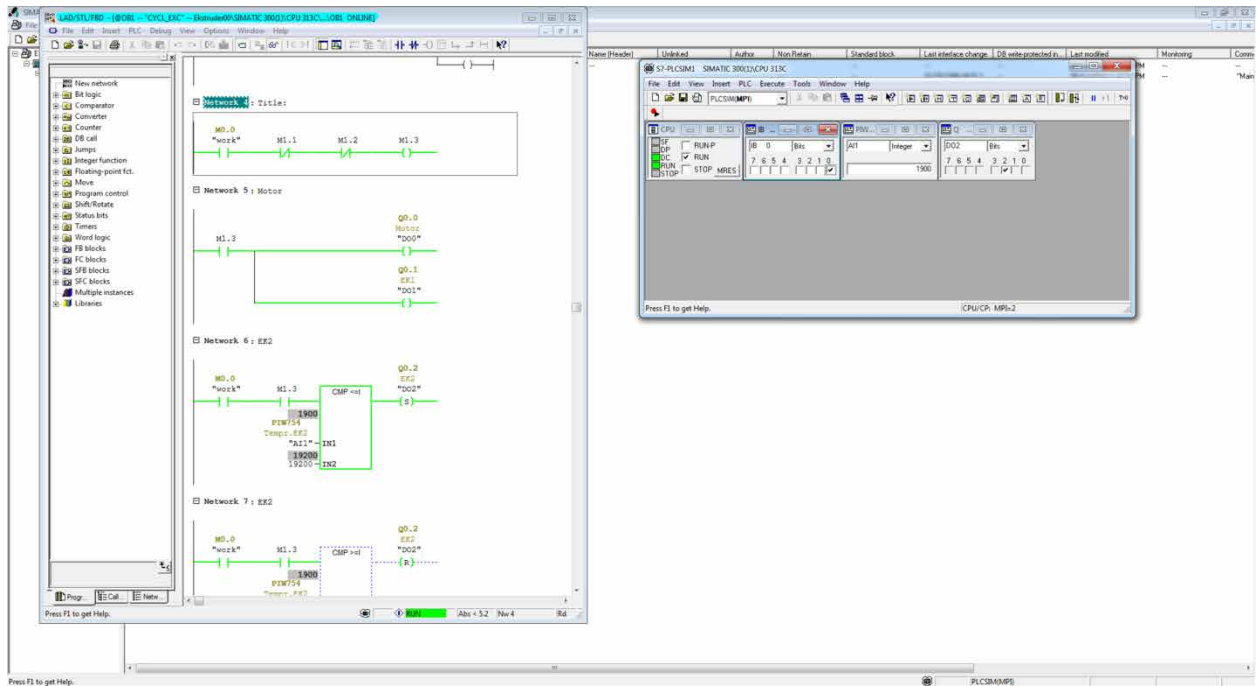 LAD/STL/FBD - [@OB1 -- "CYCL_EXC" -- Ekstruder00\SIMATIC 300(1)\CPU 313C\...\OB1 ONLINE]
File Edit Insert PLC Debug View Options Window Help
New network
Bit logic
Comparator
Converter
Counter
DB call
Jumps
Integer function
Floating-point fct.
Move
Program control
Shift/Rotate
Status bits
Timers
Word logic
FB blocks
FC blocks
SFB blocks
SFC blocks
Multiple instances
Libraries
Progr...
Call...
Netw...
Network 4 : Title:
M0.0
"work" M1.1 M1.2 M1.3
Network 5 : Motor
Q0.0
Motor
M1.3 "DO0"
Q0.1
EK1
"DO1"
Network 6 : EK2
Q0.2
M0.0 EK2
"work" M1.3 CMP <=I "DO2"
S
1900
PIW754
Tempr.EK2
"AI1" IN1
19200
19200 IN2
Network 7 : EK2
Q0.2
M0.0 EK2
"work" M1.3 CMP >=I "DO2"
R
1900
PIW754
Tempr.EK2
Press F1 to get Help.
RUN Abs < 5.2 Nw 4 Rd
Name (Header) Unlinked Author Non Retain Standard block Last interface change DB write-protected in... Last modified Monitoring
S7-PLCSIM1 SIMATIC 300(1)\CPU 313C
File Edit View Insert PLC Execute Tools Window Help
PLCSIM(MPI)
CPU
SF
DP
DC
RUN
STOP
RUN-P
RUN
STOP MRES
IB 0 Bits
7 6 5 4 3 2 1 0
PIW...
AI1 Integer
1900
Q
DO2 Bits
7 6 5 4 3 2 1 0
Press F1 to get Help.
CPU/CP: MPI=2
PM
PM
"Main
Press F1 to get Help.
PLCSIM(MPI)